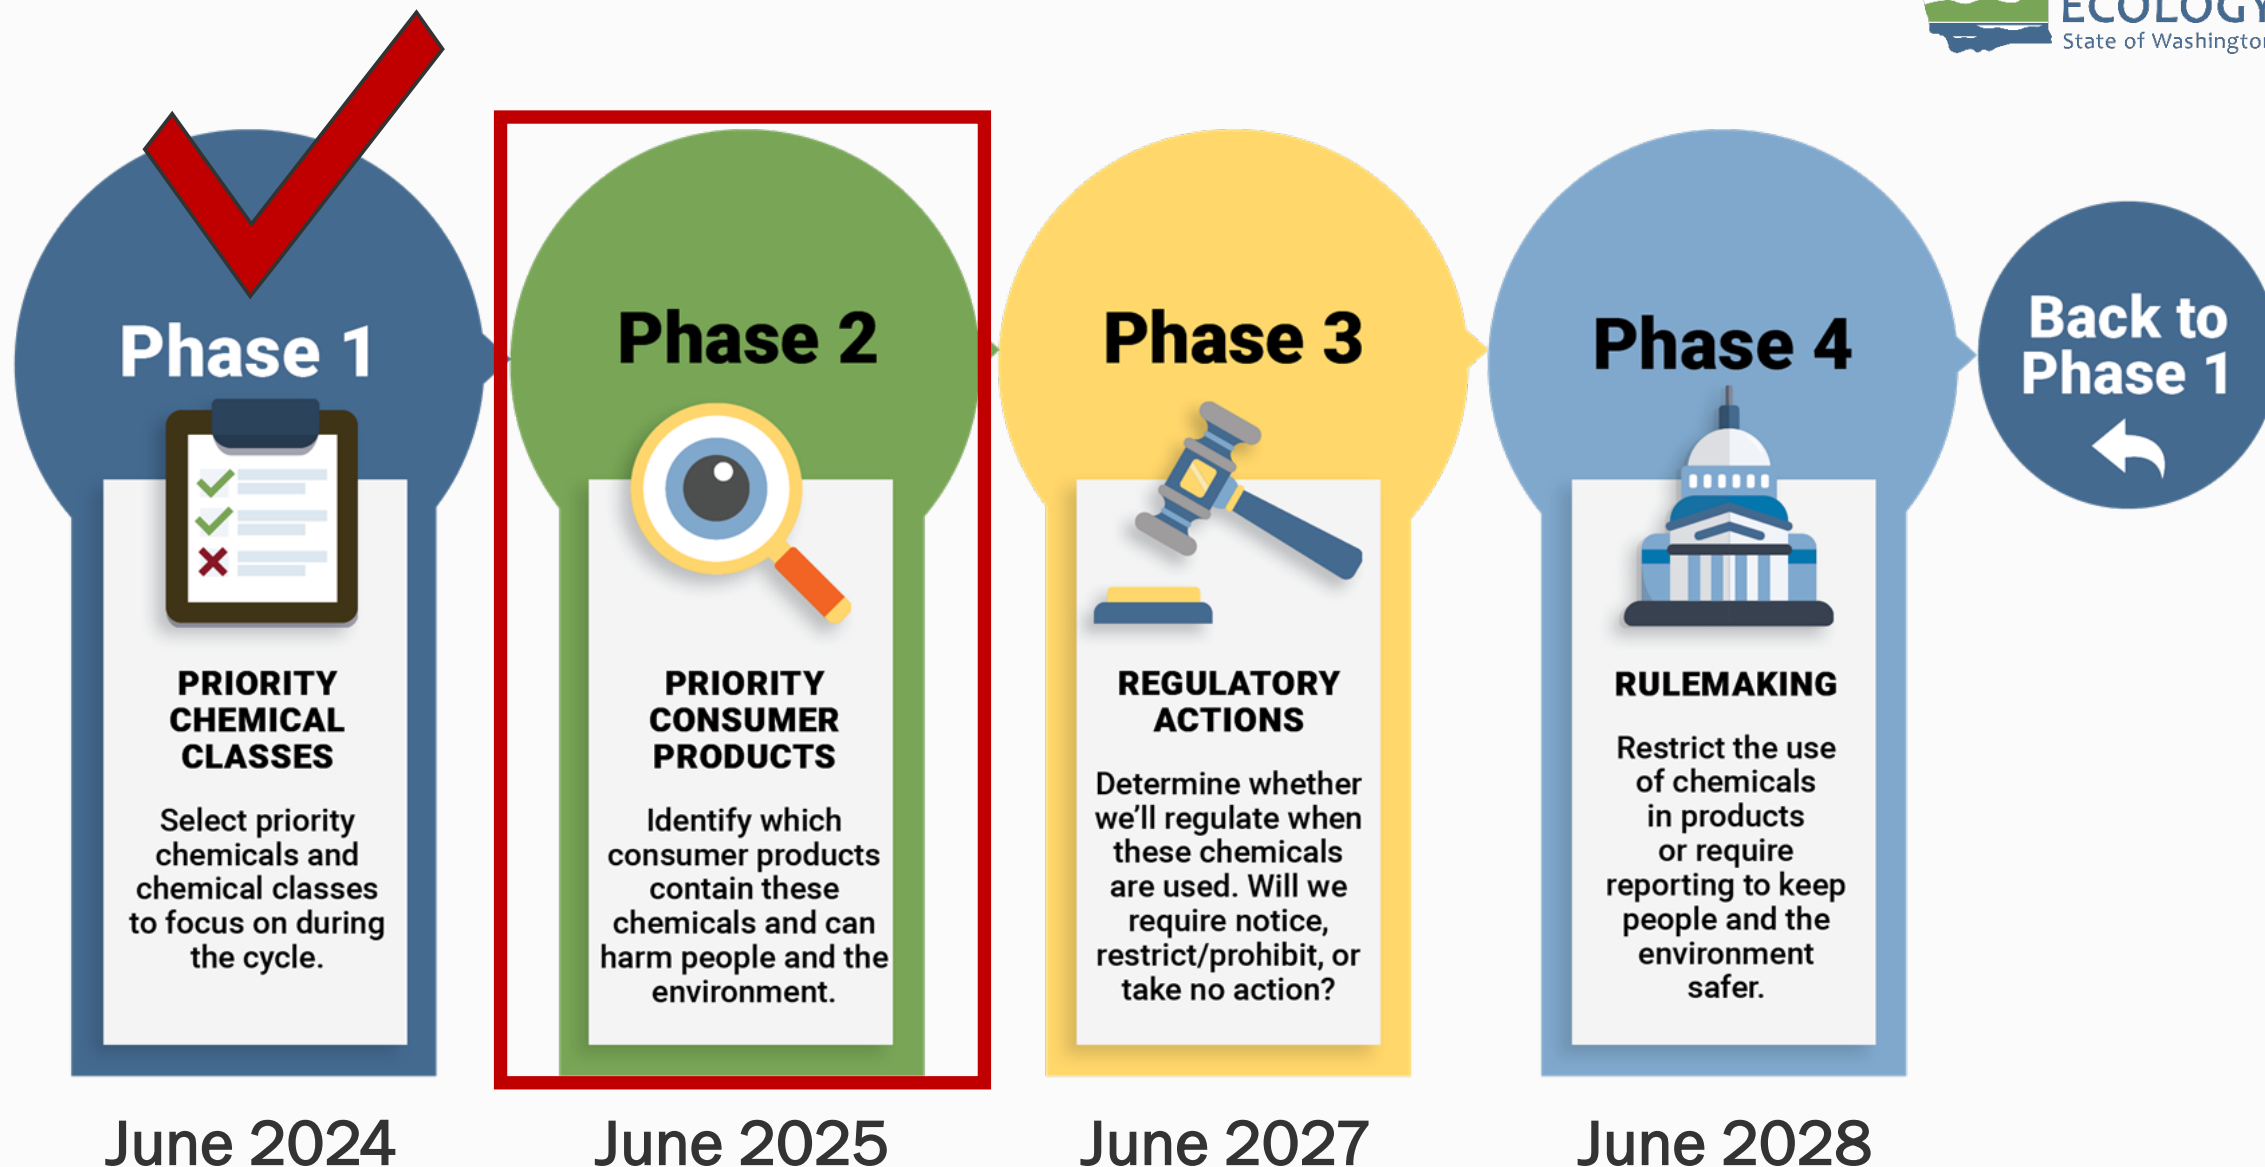 ECOLOGY
State of Washington
Phase 1
PRIORITY
CHEMICAL
CLASSES
Select priority
chemicals and
chemical classes
to focus on during
the cycle.
June 2024
Phase 2
PRIORITY
CONSUMER
PRODUCTS
Identify which
consumer products
contain these
chemicals and can
harm people and the
environment.
June 2025
Phase 3
REGULATORY
ACTIONS
Determine whether
we’ll regulate when
these chemicals
are used. Will we
require notice,
restrict/prohibit, or
take no action?
June 2027
Phase 4
RULEMAKING
Restrict the use
of chemicals
in products
or require
reporting to keep
people and the
environment
safer.
June 2028
Back to
Phase 1